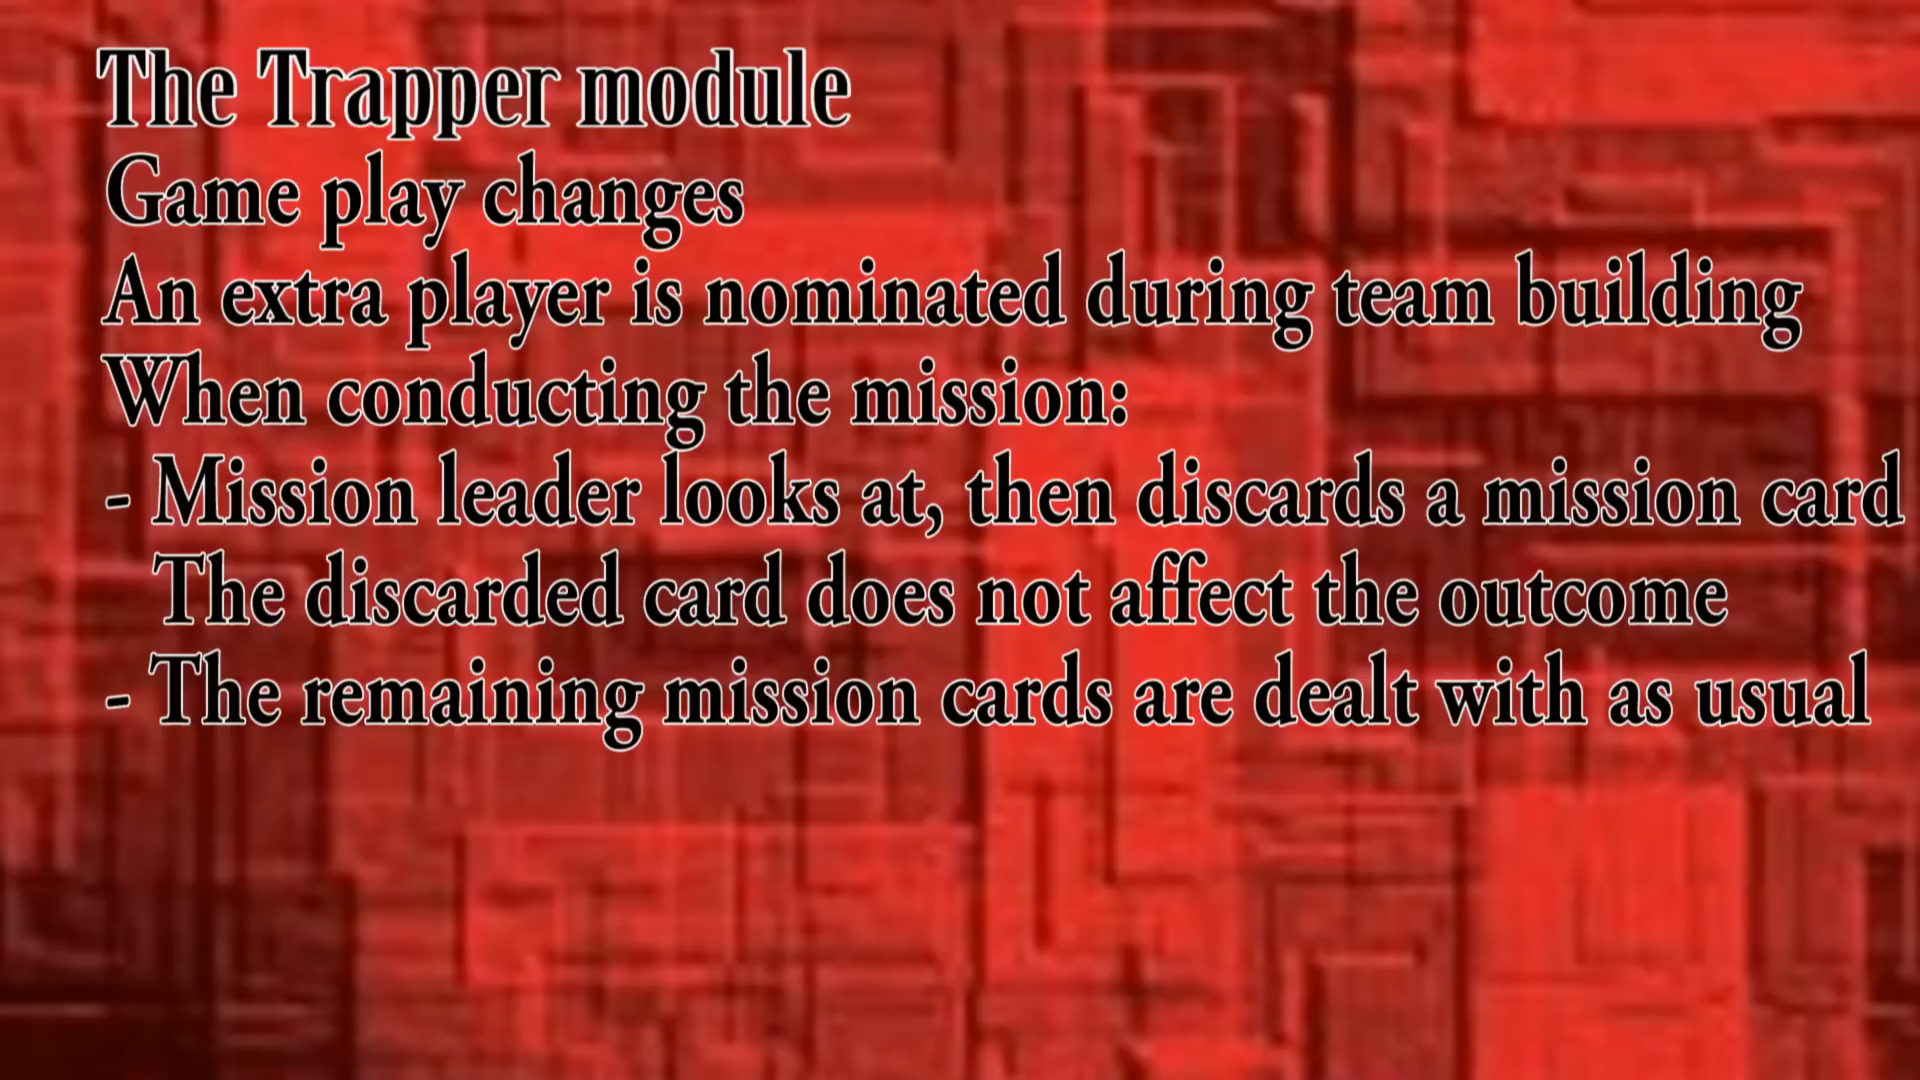 The Trapper module
Game play changes
An extra player is nominated during team building
When conducting the mission:
- Mission leader looks at, then discards a mission card
The discarded card does not affect the outcome
- The remaining mission cards are dealt with as usual